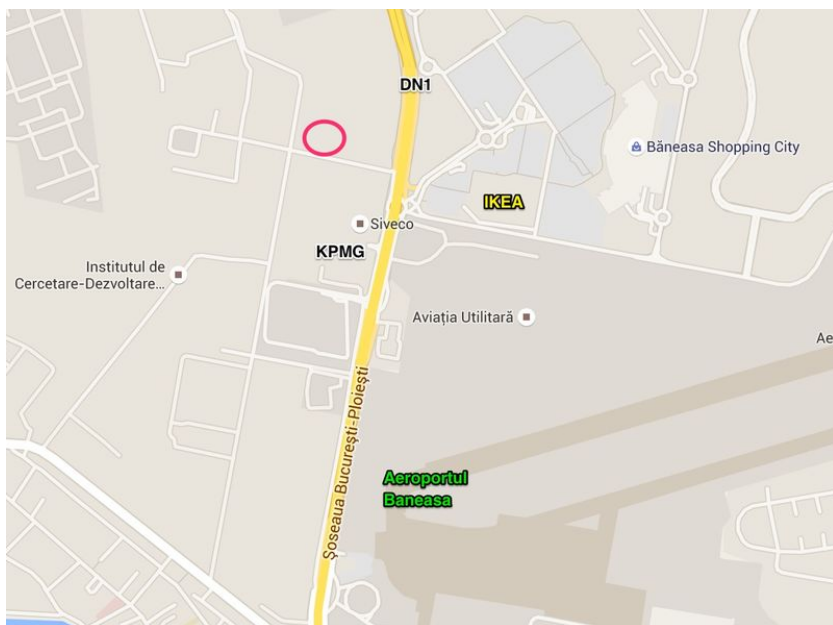 DN1
Băneasa Shopping City
IKEA
Siveco
KPMG
Institutul de
Cercetare-Dezvoltare...
Aviația Utilitară
Ae
Șoseaua București-Ploiești
Aeroportul
Baneasa